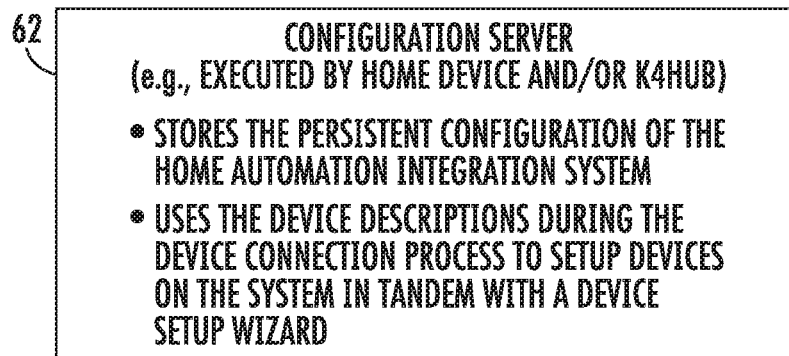 62
CONFIGURATION SERVER
(e.g., EXECUTED BY HOME DEVICE AND/OR K4HUB)
• STORES THE PERSISTENT CONFIGURATION OF THE
HOME AUTOMATION INTEGRATION SYSTEM
• USES THE DEVICE DESCRIPTIONS DURING THE
DEVICE CONNECTION PROCESS TO SETUP DEVICES
ON THE SYSTEM IN TANDEM WITH A DEVICE
SETUP WIZARD